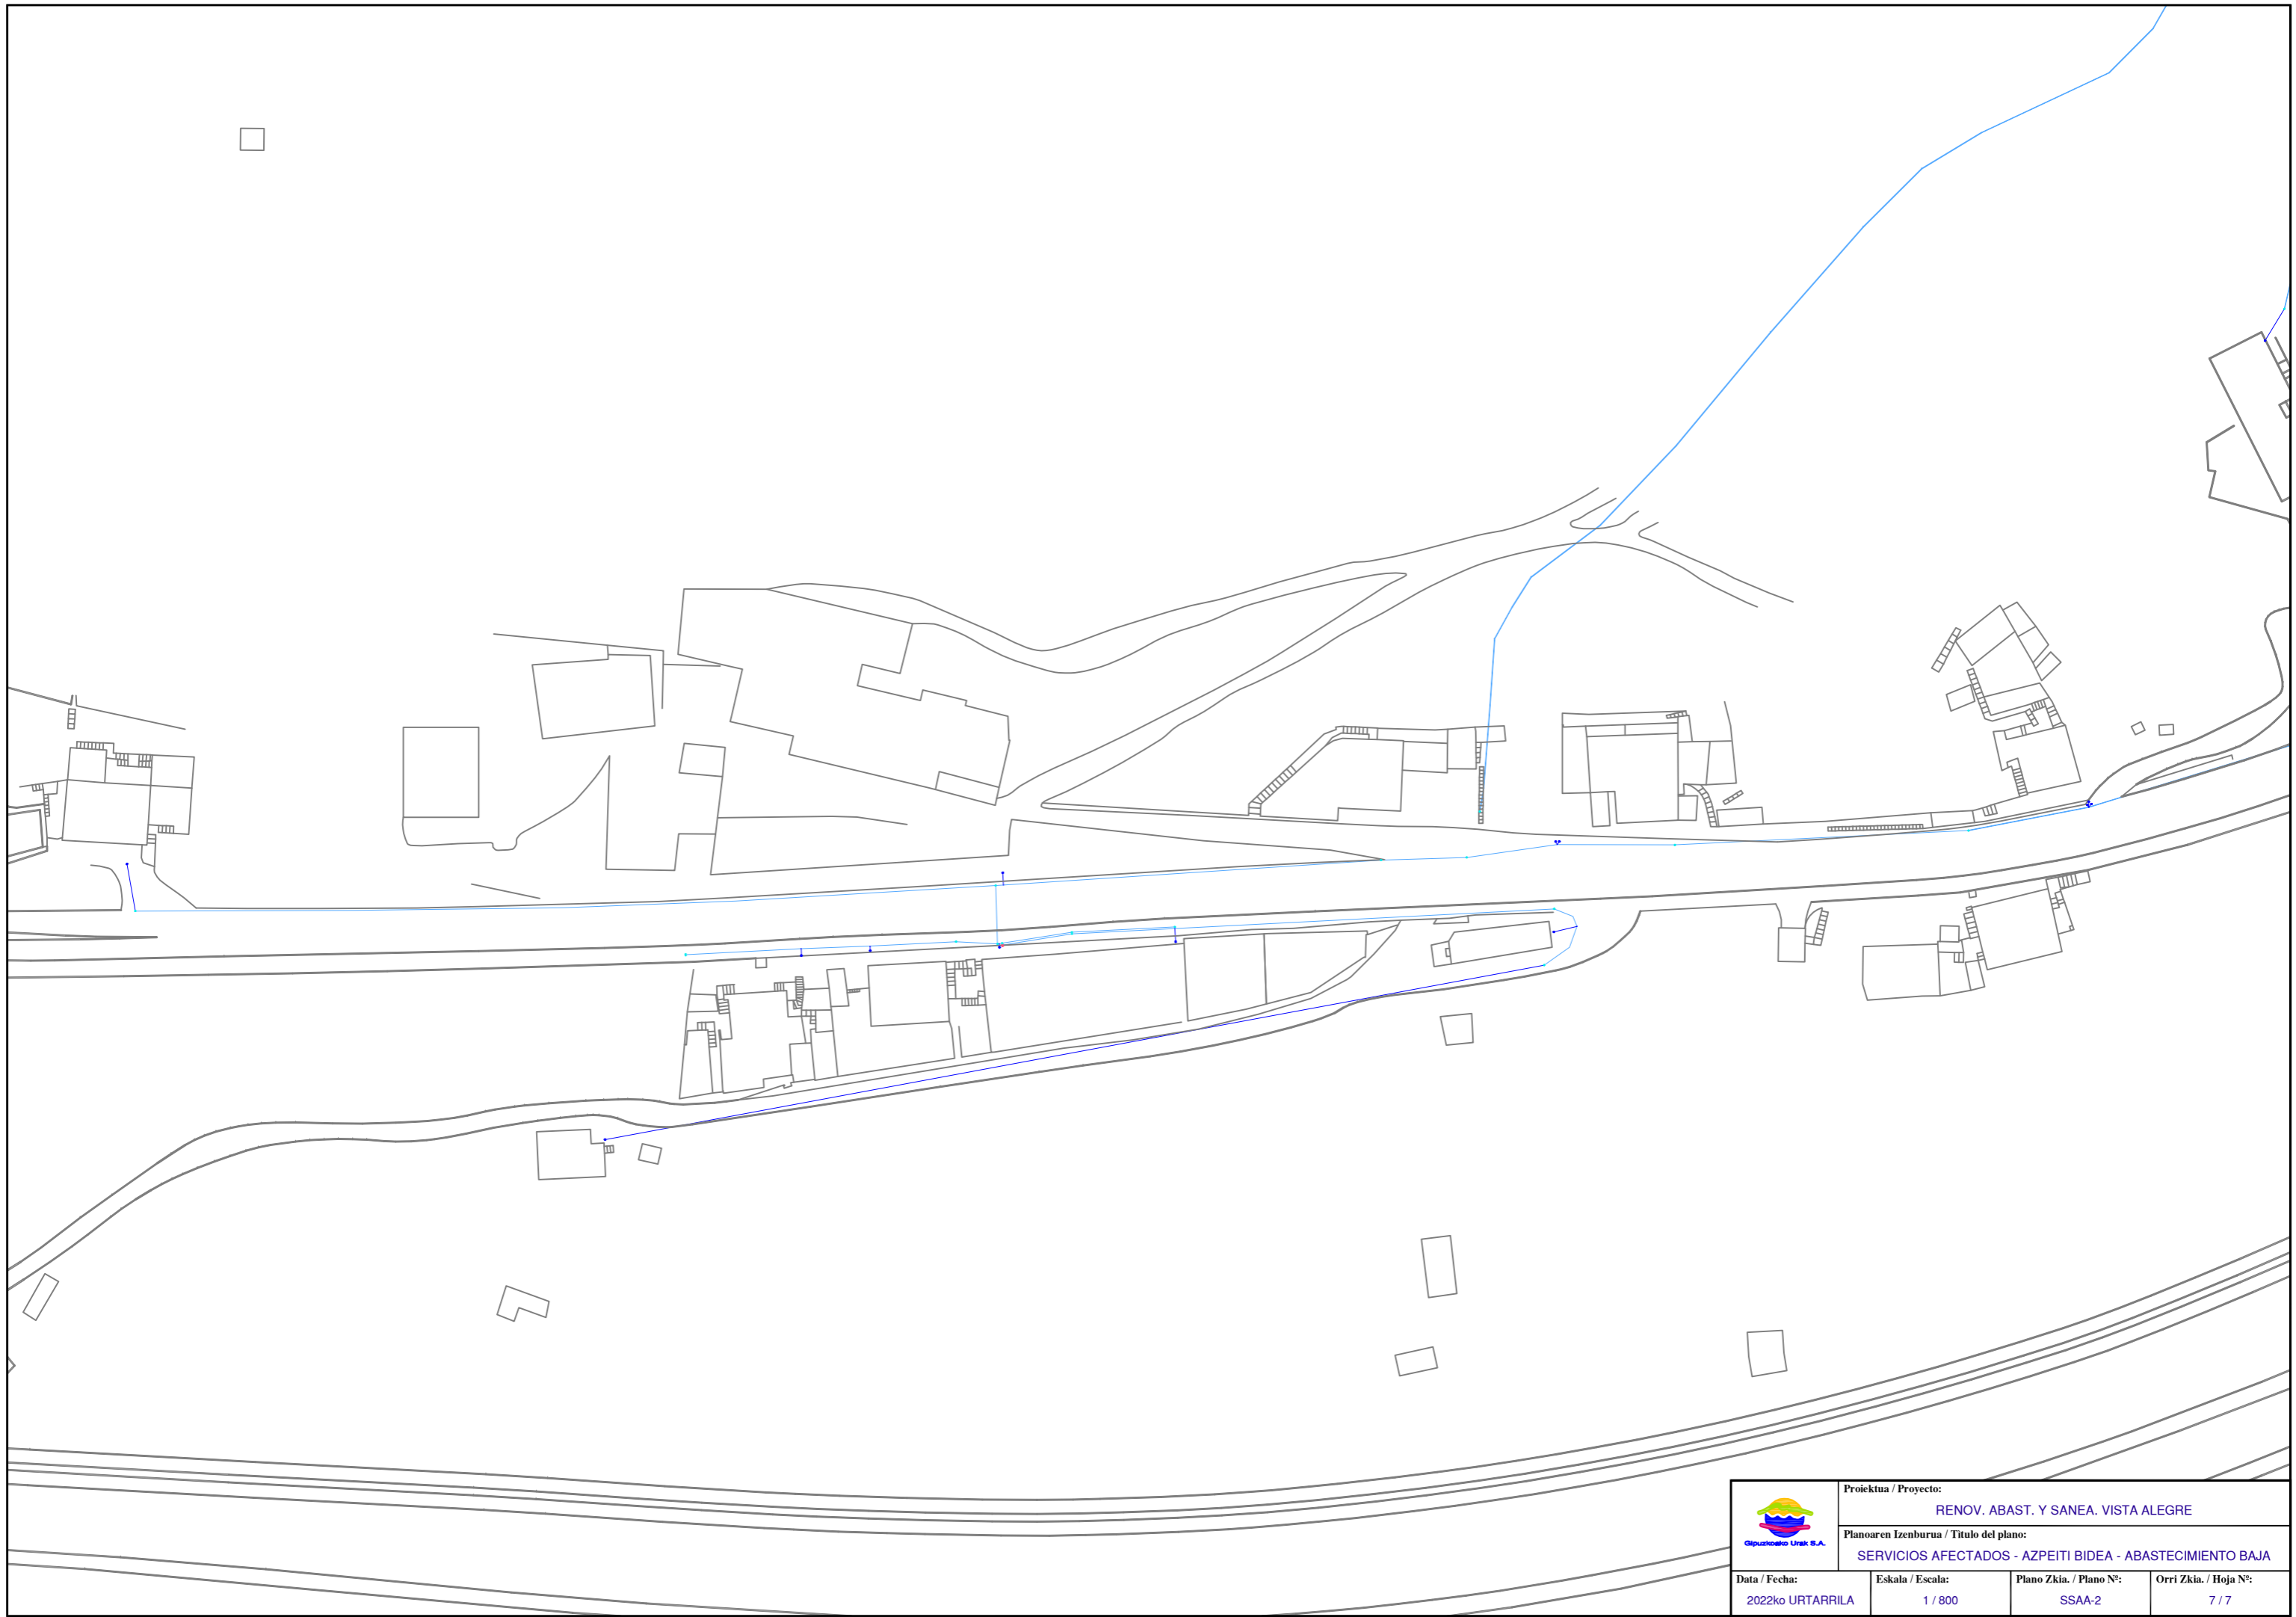 Gipuzkoako Urak S.A.
Proiektua / Proyecto:
RENOV. ABAST. Y SANEA. VISTA ALEGRE
Planoaren Izenburua / Titulo del plano:
SERVICIOS AFECTADOS - AZPEITI BIDEA - ABASTECIMIENTO BAJA
Data / Fecha:
2022ko URTARRILA
Eskala / Escala:
1 / 800
Plano Zkia. / Plano Nº:
SSAA-2
Orri Zkia. / Hoja Nº:
7 / 7